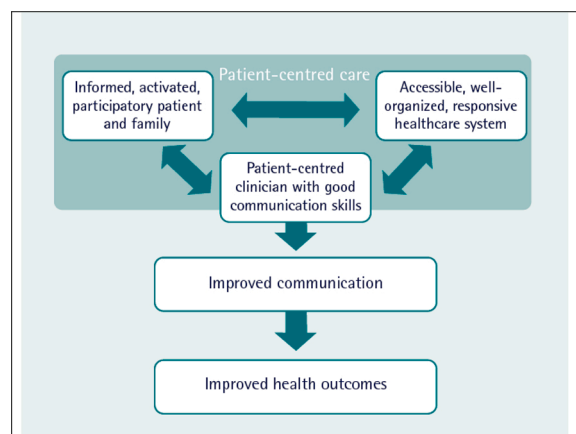 Patient-centred care
Informed, activated,
participatory patient
and family
Accessible, well-
organized, responsive
healthcare system
Patient-centred
clinician with good
communication skills
Improved communication
Improved health outcomes